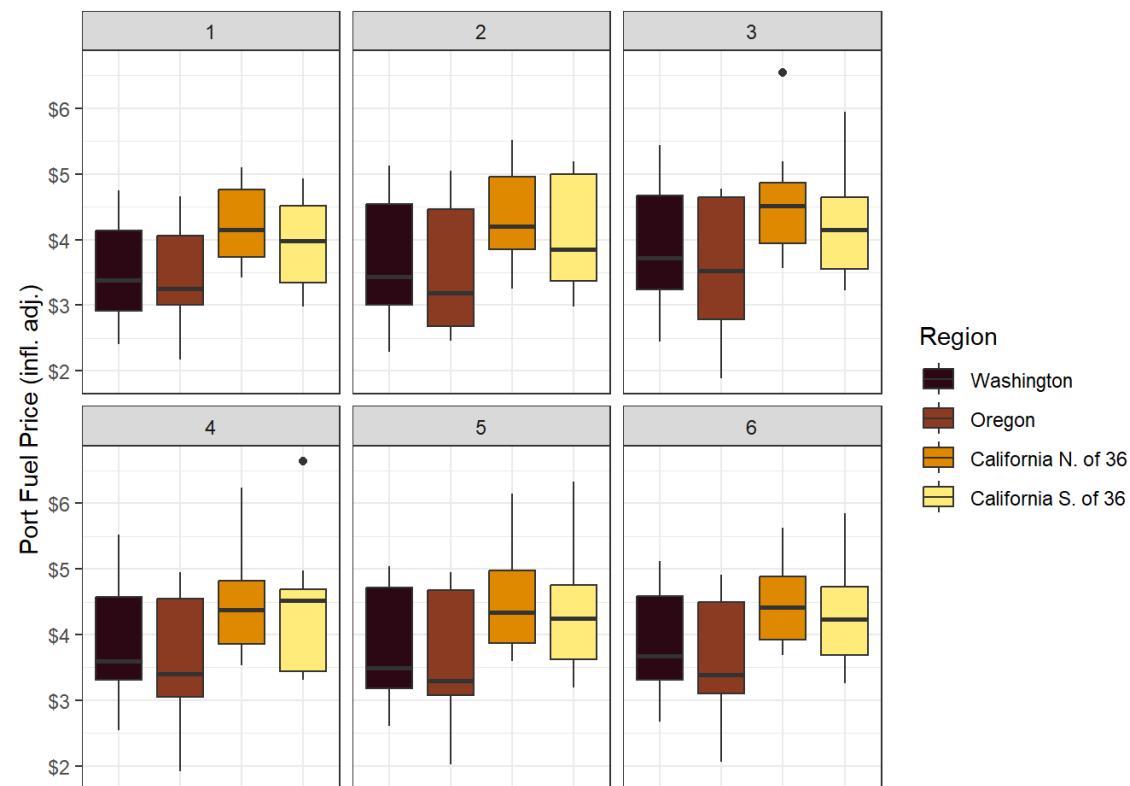 1
2
3
$6
$5
$4
$3
$2
4
5
6
$6
$5
$4
$3
$2
Port Fuel Price (infl. adj.)
Region
Washington
Oregon
California N. of 36
California S. of 36